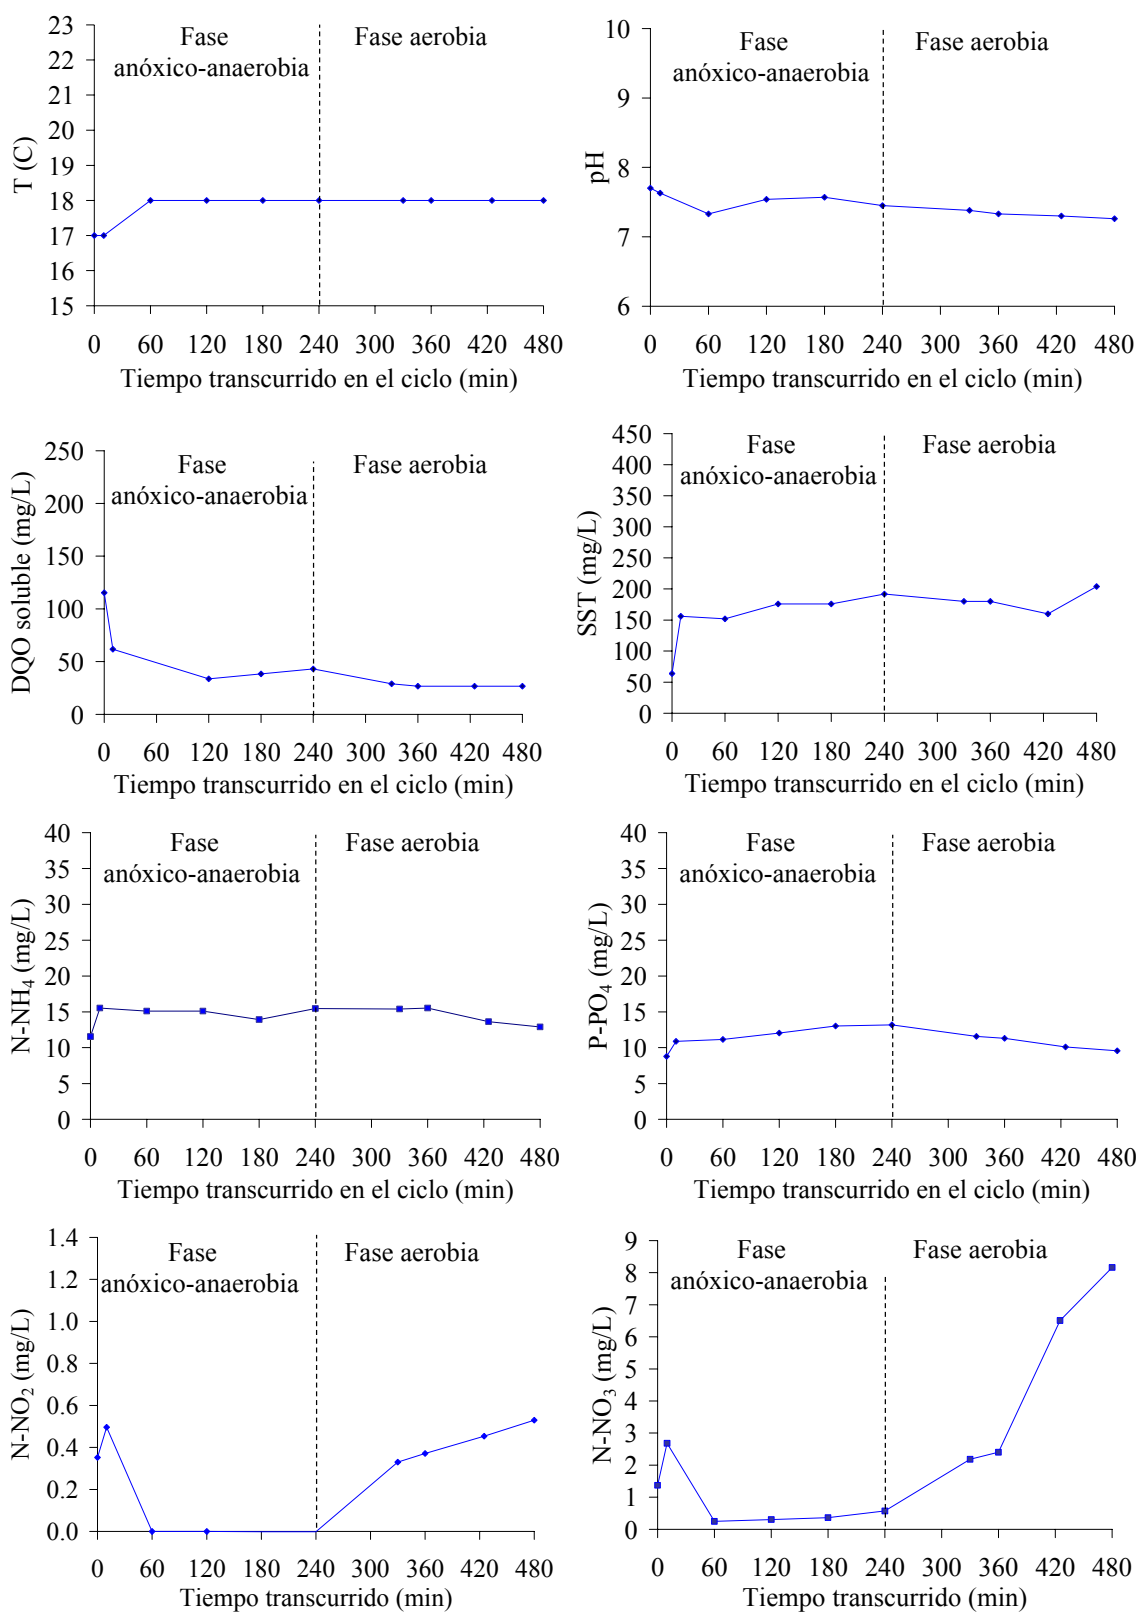 T (C)
23
22
21
20
19
18
17
16
15
Fase
anóxico-anaerobia
Fase aerobia
0 60 120 180 240 300 360 420 480
Tiempo transcurrido en el ciclo (min)
pH
10
9
8
7
6
Fase
anóxico-anaerobia
Fase aerobia
0 60 120 180 240 300 360 420 480
Tiempo transcurrido en el ciclo (min)
DQO soluble (mg/L)
250
200
150
100
50
0
Fase
anóxico-anaerobia
Fase aerobia
0 60 120 180 240 300 360 420 480
Tiempo transcurrido en el ciclo (min)
SST (mg/L)
450
400
350
300
250
200
150
100
50
0
Fase
anóxico-anaerobia
Fase aerobia
0 60 120 180 240 300 360 420 480
Tiempo transcurrido en el ciclo (min)
N-NH4 (mg/L)
40
35
30
25
20
15
10
5
0
Fase
anóxico-anaerobia
Fase aerobia
0 60 120 180 240 300 360 420 480
Tiempo transcurrido en el ciclo (min)
P-PO4 (mg/L)
40
35
30
25
20
15
10
5
0
Fase
anóxico-anaerobia
Fase aerobia
0 60 120 180 240 300 360 420 480
Tiempo transcurrido en el ciclo (min)
N-NO2 (mg/L)
1.4
1.2
1.0
0.8
0.6
0.4
0.2
0.0
Fase
anóxico-anaerobia
Fase aerobia
0 60 120 180 240 300 360 420 480
Tiempo transcurrido (min)
N-NO3 (mg/L)
9
8
7
6
5
4
3
2
1
0
Fase
anóxico-anaerobia
Fase aerobia
0 60 120 180 240 300 360 420 480
Tiempo transcurrido (min)